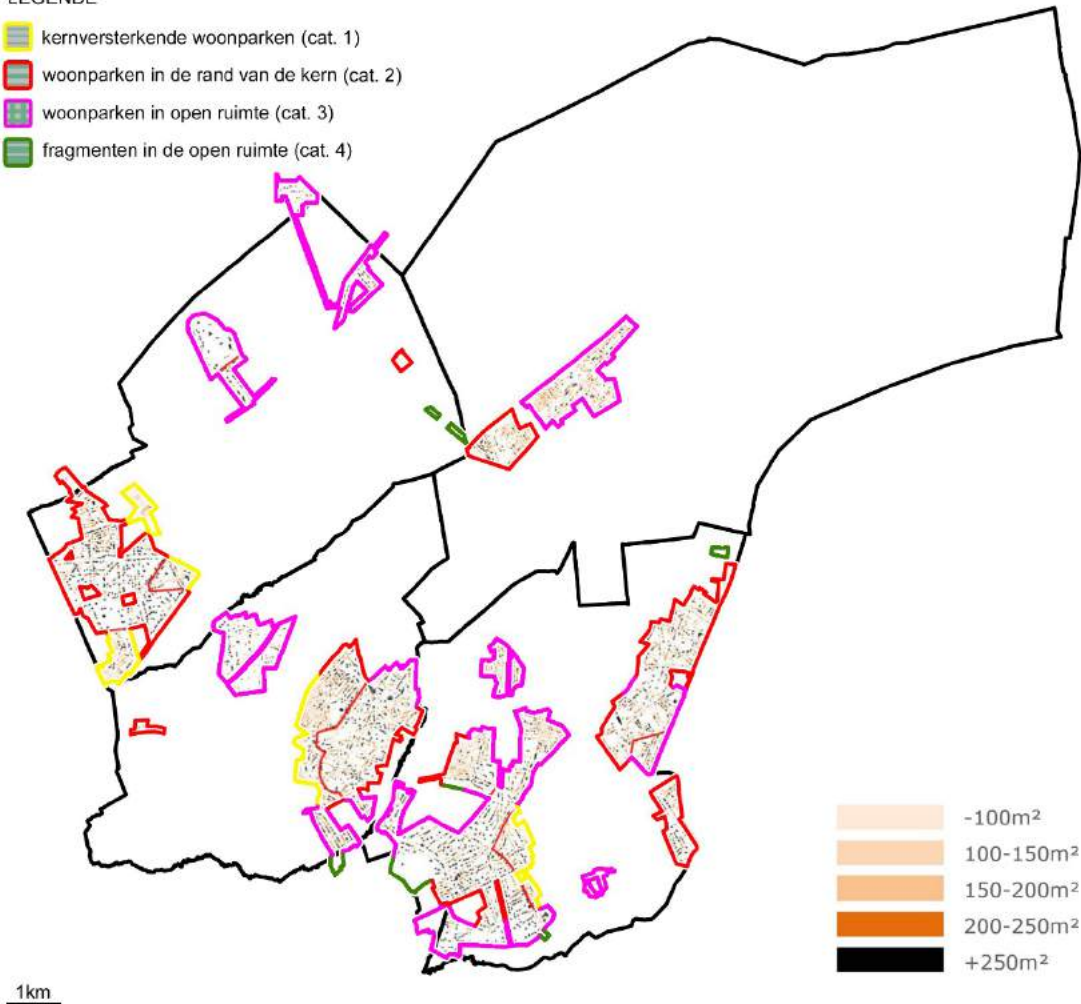 LEGENDE
kernversterkende woonparken (cat. 1)
woonparken in de rand van de kern (cat. 2)
woonparken in open ruimte (cat. 3)
fragmenten in de open ruimte (cat. 4)
-100m²
100-150m²
150-200m²
200-250m²
+250m²
1km